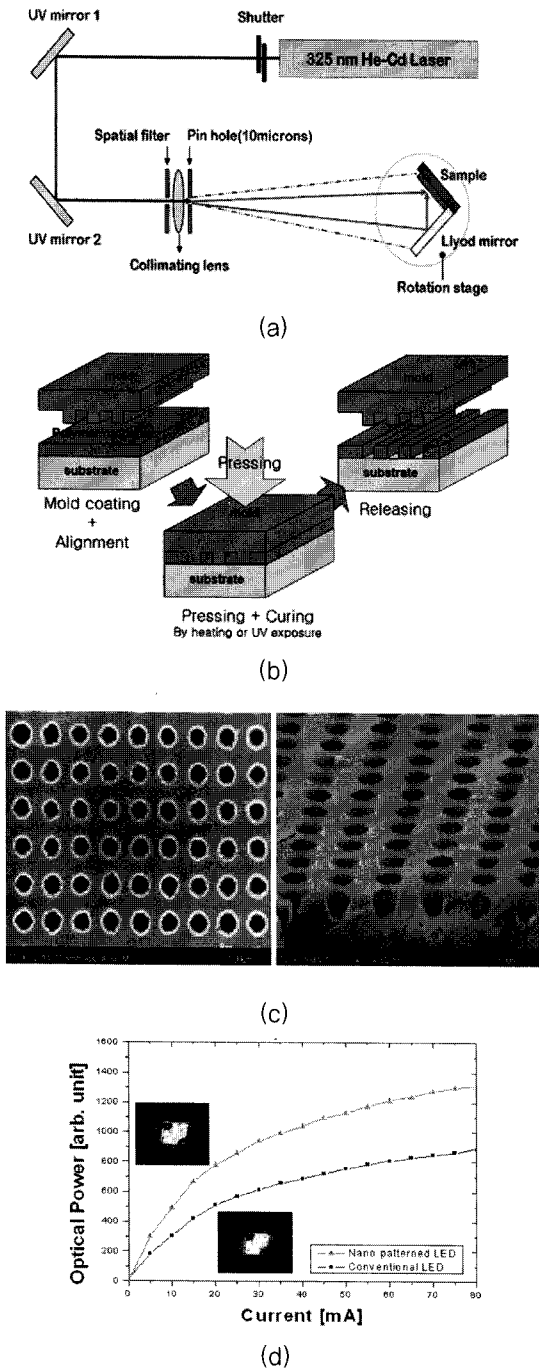 UV mirror 1
Shutter
325 nm He-Cd Laser
Spatial filter
Pin hole(10microns)
Sample
UV mirror 2
Llyod mirror
Collimating lens
Rotation stage
(a)
mold
mold
substrate
Pressing
substrate
Mold coating
+
Alignment
mold
Releasing
substrate
Pressing + Curing
By heating or UV exposure
(b)
(c)
1600
1400
1200
1000
800
600
400
200
0
Optical Power [arb. unit]
Nano patterned LED
Conventional LED
0 10 20 30 40 50 60 70 80
Current [mA]
(d)